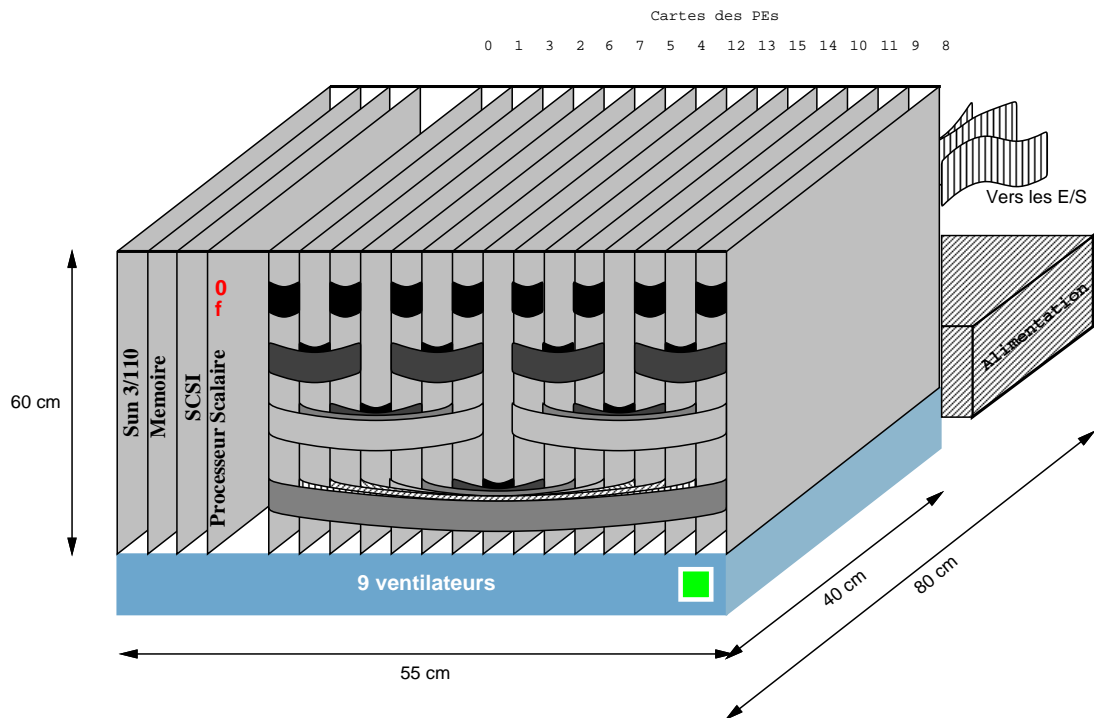 Cartes des PEs
0 1 3 2 6 7 5 4 12 13 15 14 10 11 9 8
Vers les E/S
Alimentation
0
f
Sun 3/110
Memoire
SCSI
Processeur Scalaire
60 cm
9 ventilateurs
40 cm
80 cm
55 cm